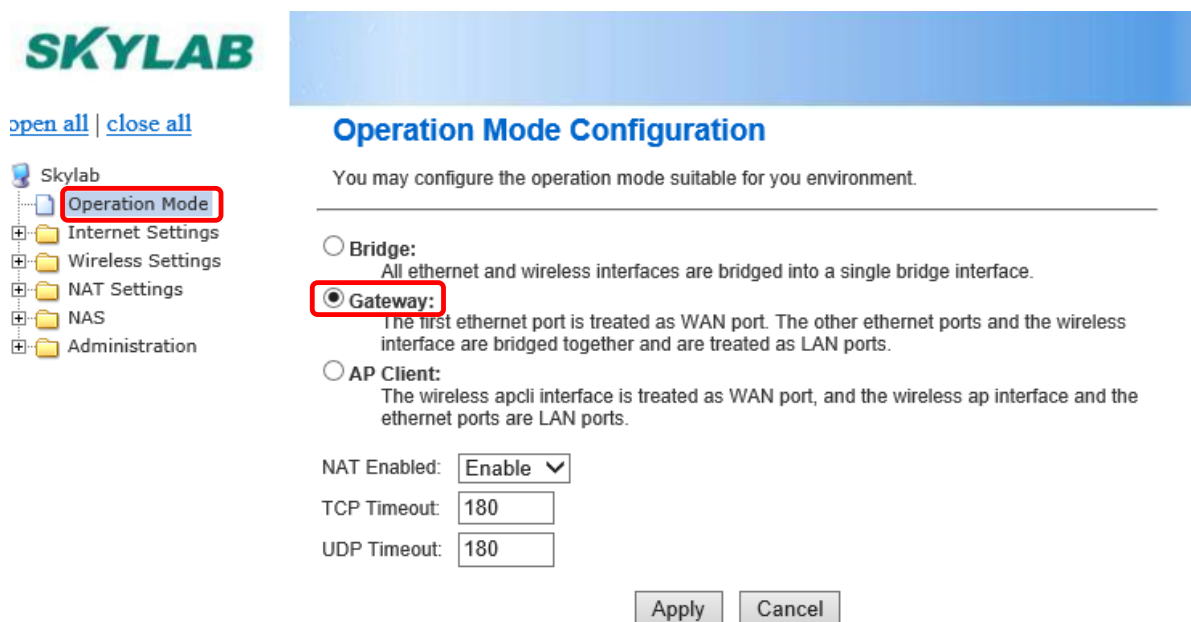 SKYLAB
open all | close all
Skylab
Operation Mode
Internet Settings
Wireless Settings
NAT Settings
NAS
Administration
Operation Mode Configuration
You may configure the operation mode suitable for you environment.
Bridge:
All ethernet and wireless interfaces are bridged into a single bridge interface.
Gateway:
The first ethernet port is treated as WAN port. The other ethernet ports and the wireless
interface are bridged together and are treated as LAN ports.
AP Client:
The wireless apcli interface is treated as WAN port, and the wireless ap interface and the
ethernet ports are LAN ports.
NAT Enabled: Enable
TCP Timeout: 180
UDP Timeout: 180
Apply Cancel